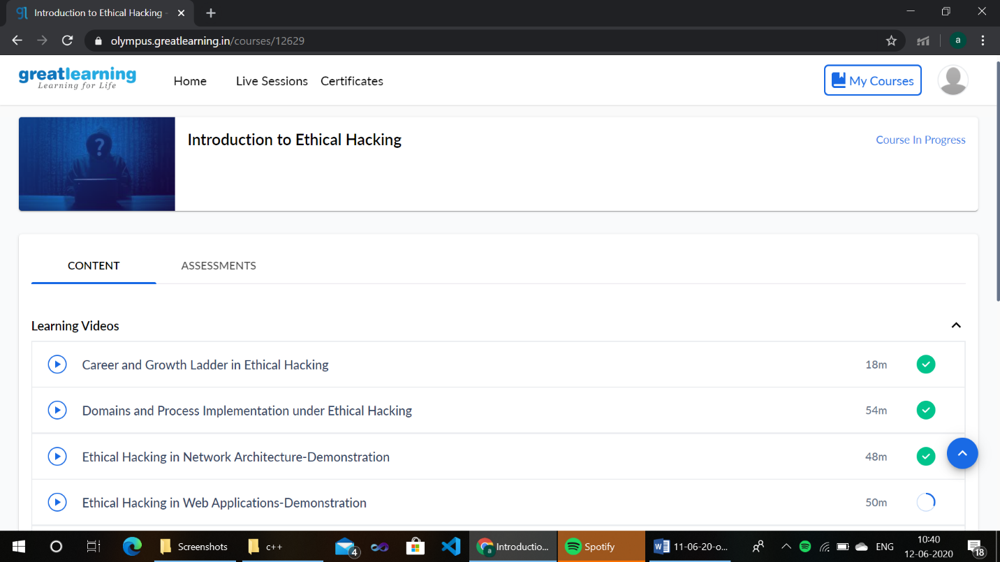 Introduction to Ethical Hacking -
olympus.greatlearning.in/courses/12629
a
greatlearning
Learning for Life
Home
Live Sessions
Certificates
My Courses
?
Introduction to Ethical Hacking
Course In Progress
CONTENT
ASSESSMENTS
Learning Videos
Career and Growth Ladder in Ethical Hacking
18m
Domains and Process Implementation under Ethical Hacking
54m
Ethical Hacking in Network Architecture-Demonstration
48m
Ethical Hacking in Web Applications-Demonstration
50m
Screenshots
c++
4
a
Introductio...
Spotify
W
11-06-20-o...
ENG
10:40
12-06-2020
18